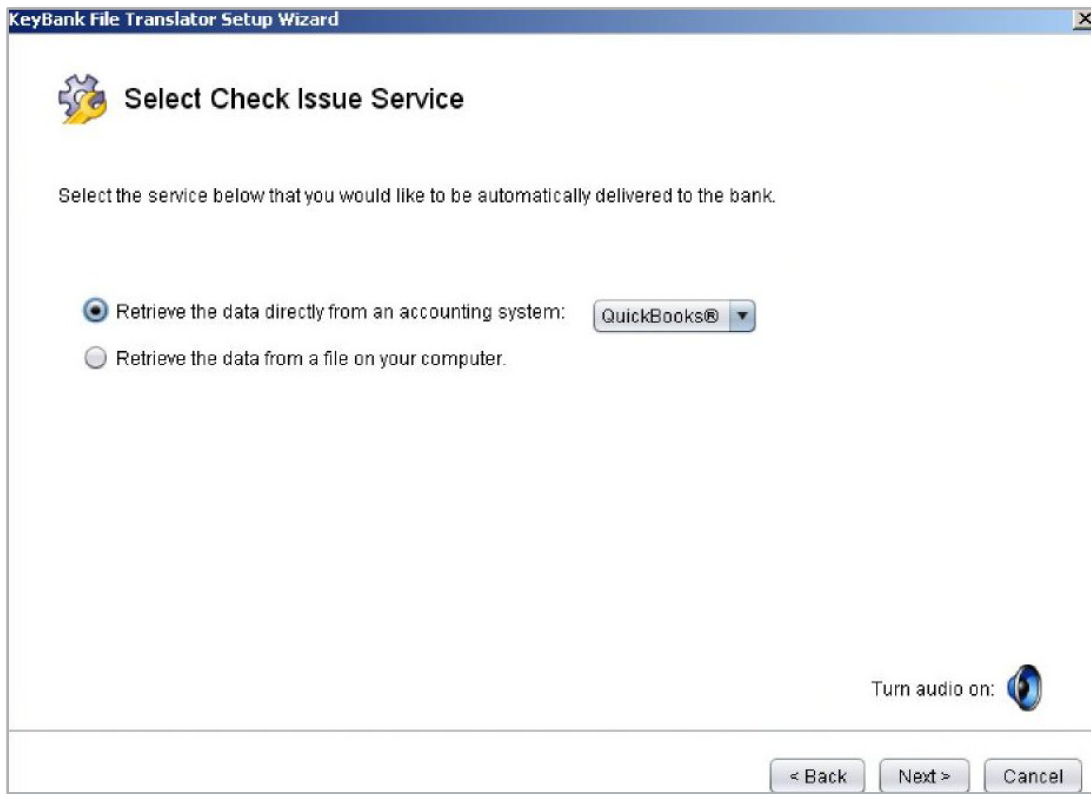 KeyBank File Translator Setup Wizard
Select Check Issue Service
Select the service below that you would like to be automatically delivered to the bank.
Retrieve the data directly from an accounting system: QuickBooks®
Retrieve the data from a file on your computer.
Turn audio on:
< Back Next > Cancel